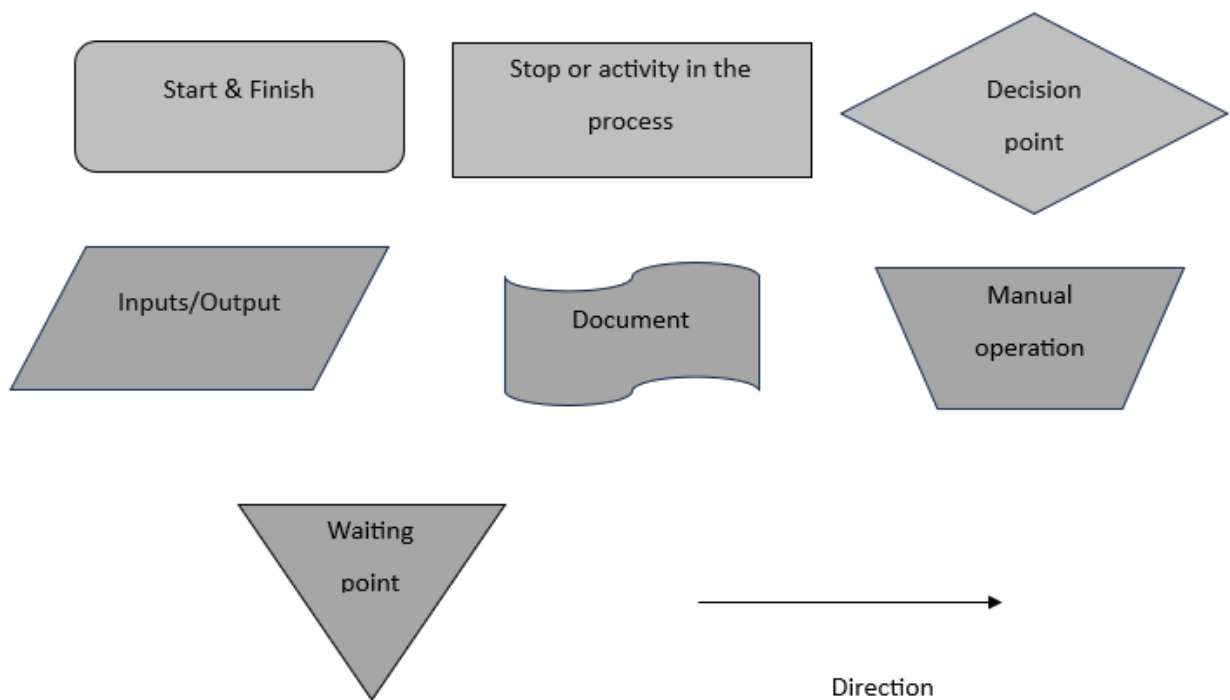 Start & Finish
Stop or activity in the
process
Decision
point
Inputs/Output
Document
Manual
operation
Waiting
point
Direction